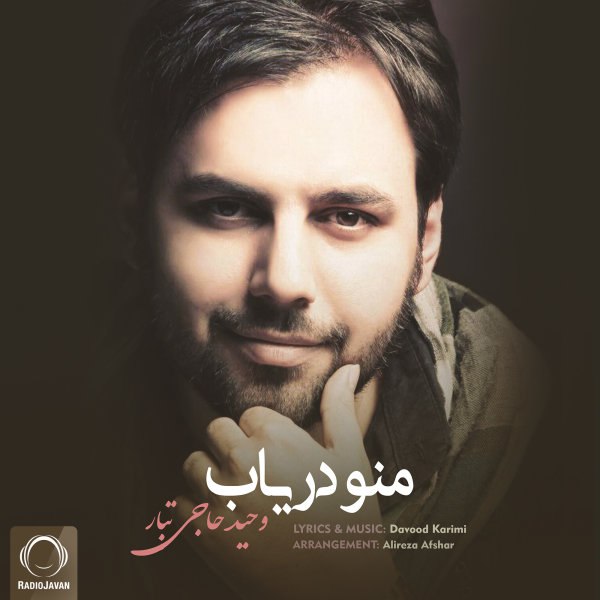 منو دریاب
وحید حاجی تبار
LYRICS & MUSIC: Davood Karimi
ARRANGEMENT: Alireza Afshar
RADIOJAVAN